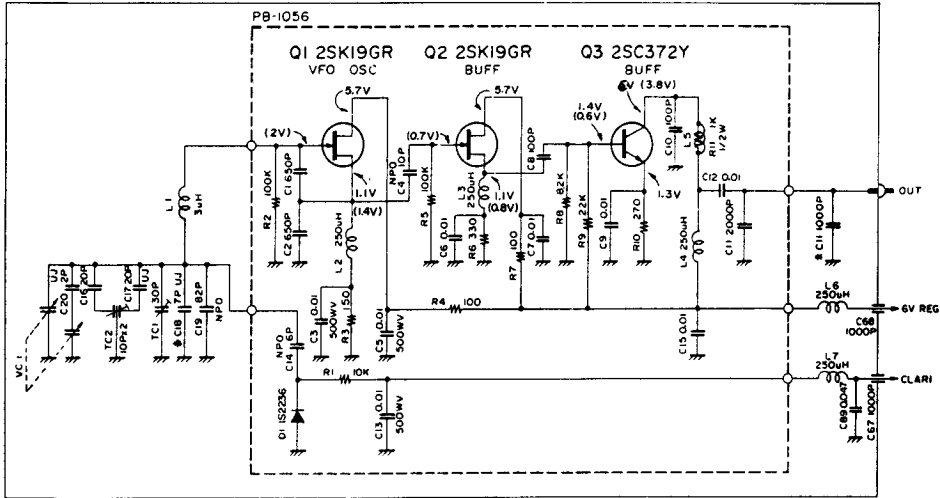 PB-1056
Q1 2SK19GR
VFO OSC
Q2 2SK19GR
BUFF
Q3 2SC372Y
BUFF
5.7V
5.7V
(3.8V)
(2V)
(0.7V)
1.4V
(0.6V)
1.1V
(1.4V)
1.1V
(0.8V)
1.3V
L1
3uH
R2 100K
C1 650P
C2 650P
NPO
C4 10P
250uH
L2
C3 0.01
500WV
R3 150
R5 100K
L3
250uH
C6 0.01
R6 330
C8 100P
R7 100
C7 0.01
R8 82K
R9 22K
C9 0.01
R10 270
C10 100P
L5
R11 1K
1/2W
C12 0.01
L4 250uH
C11 2000P
※C11 1000P
OUT
UJ
C20 2P
C16 20P
C17 20P
UJ
VC1
TC2
10Px2
TC1 30P
※C18 7P UJ
C19 82P
NPO
NPO
C14 6P
R4 100
C5 0.01
500WV
C15 0.01
L6
250uH
C68
1000P
6V REG
R1 10K
D1 1S2236
C13 0.01
500WV
L7
250uH
C89 0.047
C67 1000P
CLARI